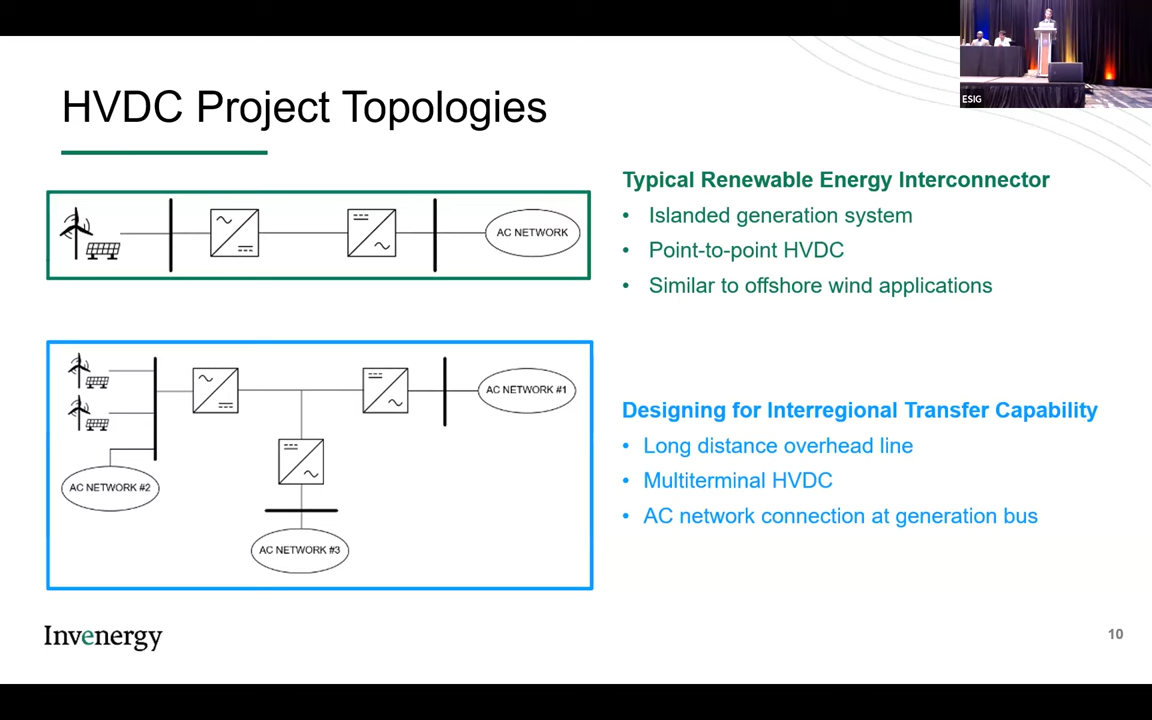 ESIG
HVDC Project Topologies
AC NETWORK
Typical Renewable Energy Interconnector
• Islanded generation system
• Point-to-point HVDC
• Similar to offshore wind applications
AC NETWORK #1
AC NETWORK #2
AC NETWORK #3
Designing for Interregional Transfer Capability
• Long distance overhead line
• Multiterminal HVDC
• AC network connection at generation bus
Invenergy
10